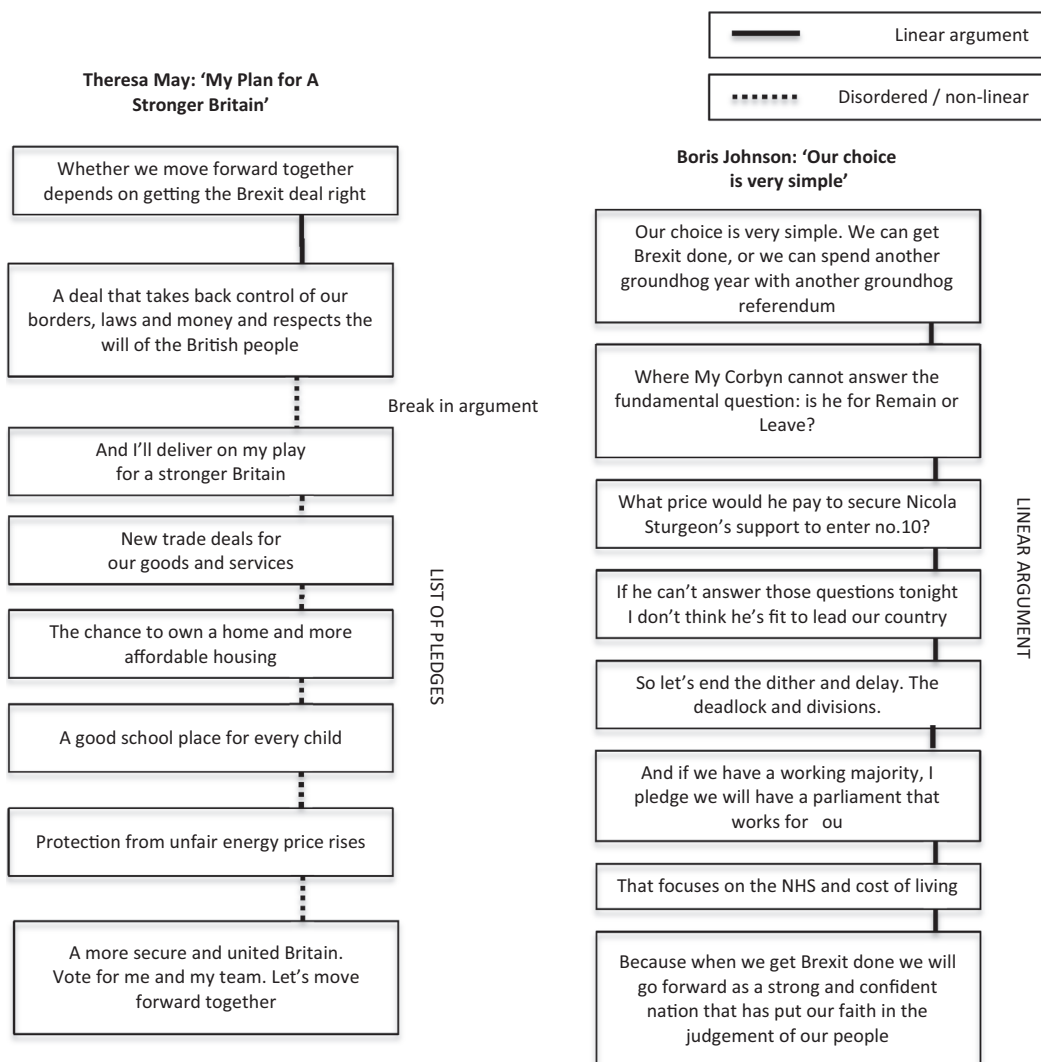 Linear argument
Disordered / non-linear
Theresa May: ‘My Plan for A
Stronger Britain’
Whether we move forward together
depends on getting the Brexit deal right
A deal that takes back control of our
borders, laws and money and respects the
will of the British people
Break in argument
And I’ll deliver on my play
for a stronger Britain
New trade deals for
our goods and services
The chance to own a home and more
affordable housing
A good school place for every child
Protection from unfair energy price rises
A more secure and united Britain.
Vote for me and my team. Let’s move
forward together
LIST OF PLEDGES
Boris Johnson: ‘Our choice
is very simple’
Our choice is very simple. We can get
Brexit done, or we can spend another
groundhog year with another groundhog
referendum
Where My Corbyn cannot answer the
fundamental question: is he for Remain or
Leave?
What price would he pay to secure Nicola
Sturgeon’s support to enter no.10?
If he can’t answer those questions tonight
I don’t think he’s fit to lead our country
So let’s end the dither and delay. The
deadlock and divisions.
And if we have a working majority, I
pledge we will have a parliament that
works for ou
That focuses on the NHS and cost of living
Because when we get Brexit done we will
go forward as a strong and confident
nation that has put our faith in the
judgement of our people
LINEAR ARGUMENT